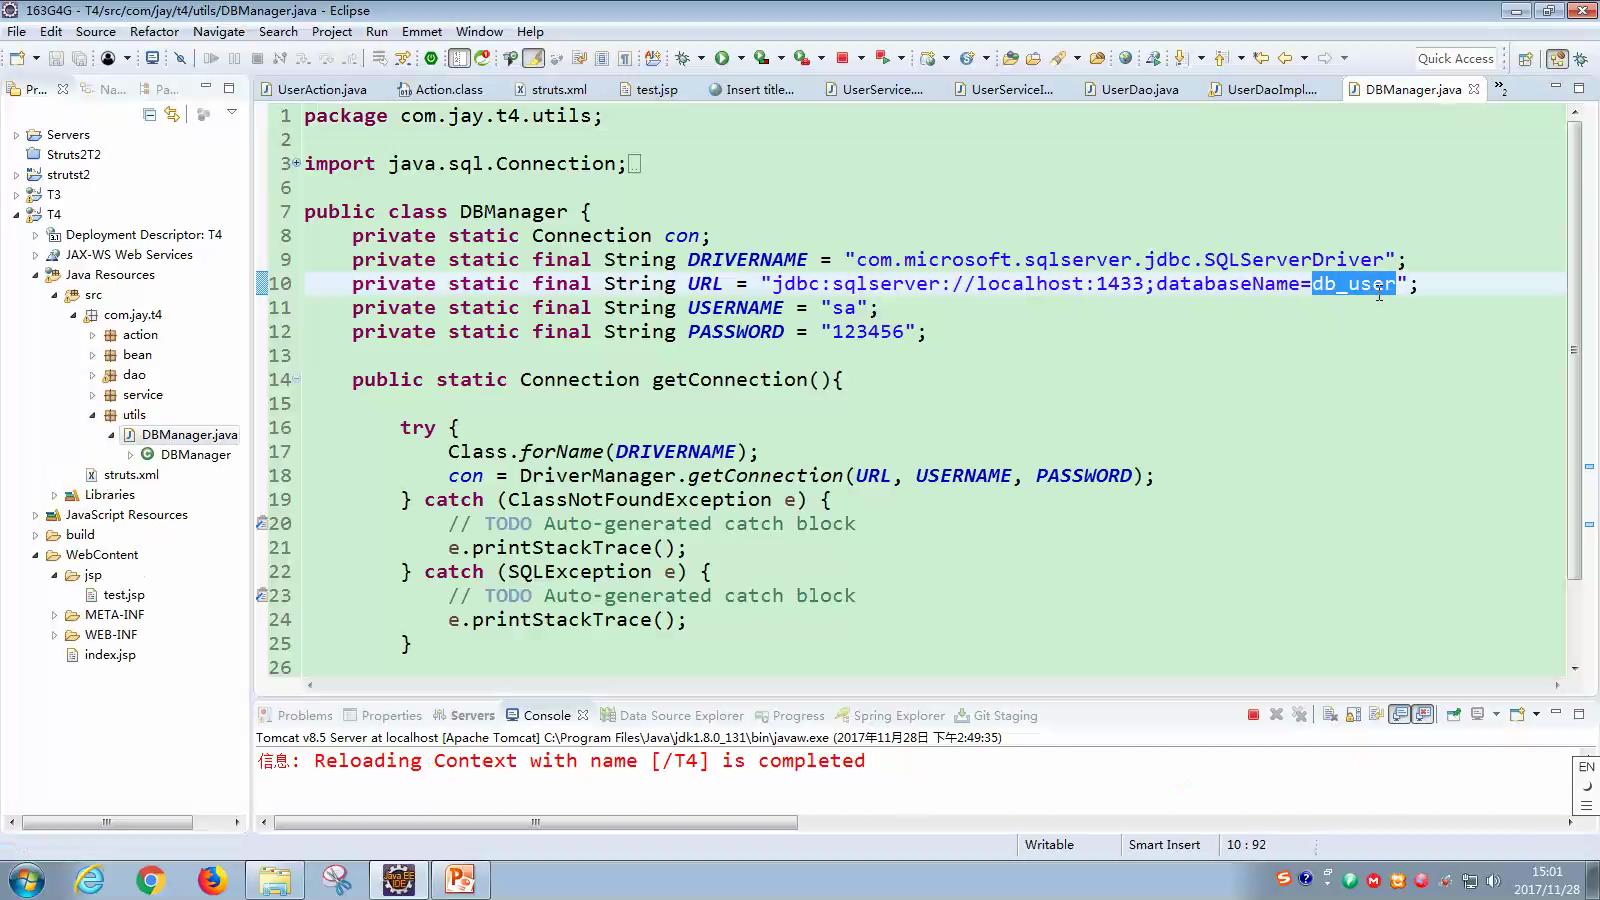 163G4G - T4/src/com/jay/t4/utils/DBManager.java - Eclipse
File Edit Source Refactor Navigate Search Project Run Emmet Window Help
Quick Access
Pr... Na... Pa...
UserAction.java Action.class struts.xml test.jsp Insert title... UserService.... UserServiceI... UserDao.java UserDaoImpl.... DBManager.java
Servers
Struts2T2
strutst2
T3
T4
Deployment Descriptor: T4
JAX-WS Web Services
Java Resources
src
com.jay.t4
action
bean
dao
service
utils
DBManager.java
DBManager
struts.xml
Libraries
JavaScript Resources
build
WebContent
jsp
test.jsp
META-INF
WEB-INF
index.jsp
1 package com.jay.t4.utils;
2
3 import java.sql.Connection;
6
7 public class DBManager {
8 private static Connection con;
9 private static final String DRIVERNAME = "com.microsoft.sqlserver.jdbc.SQLServerDriver";
10 private static final String URL = "jdbc:sqlserver://localhost:1433;databaseName=db_user";
11 private static final String USERNAME = "sa";
12 private static final String PASSWORD = "123456";
13
14 public static Connection getConnection(){
15
16 try {
17 Class.forName(DRIVERNAME);
18 con = DriverManager.getConnection(URL, USERNAME, PASSWORD);
19 } catch (ClassNotFoundException e) {
20 // TODO Auto-generated catch block
21 e.printStackTrace();
22 } catch (SQLException e) {
23 // TODO Auto-generated catch block
24 e.printStackTrace();
25 }
26
Problems Properties Servers Console Data Source Explorer Progress Spring Explorer Git Staging
Tomcat v8.5 Server at localhost [Apache Tomcat] C:\Program Files\Java\jdk1.8.0_131\bin\javaw.exe (2017年11月28日 下午2:49:35)
信息: Reloading Context with name [/T4] is completed
EN
Writable Smart Insert 10 : 92
15:01
2017/11/28